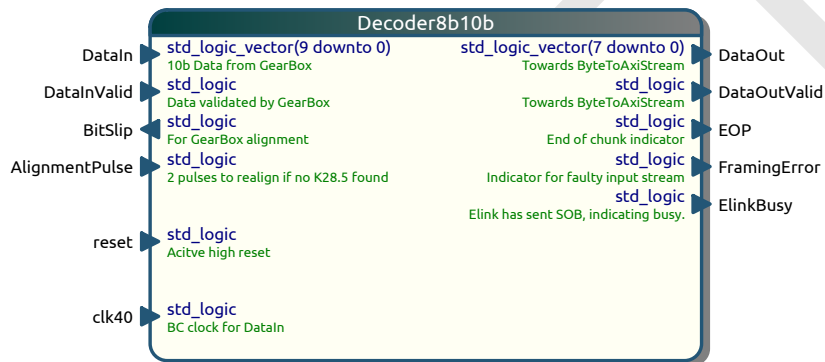 Decoder8b10b
DataIn std_logic_vector(9 downto 0) std_logic_vector(7 downto 0) DataOut
10b Data from GearBox Towards ByteToAxiStream
DataInValid std_logic std_logic DataOutValid
Data validated by GearBox Towards ByteToAxiStream
BitSlip std_logic std_logic EOP
For GearBox alignment End of chunk indicator
AlignmentPulse std_logic std_logic FramingError
2 pulses to realign if no K28.5 found Indicator for faulty input stream
std_logic ElinkBusy
Elink has sent SOB, indicating busy.
reset std_logic
Acitve high reset
clk40 std_logic
BC clock for DataIn